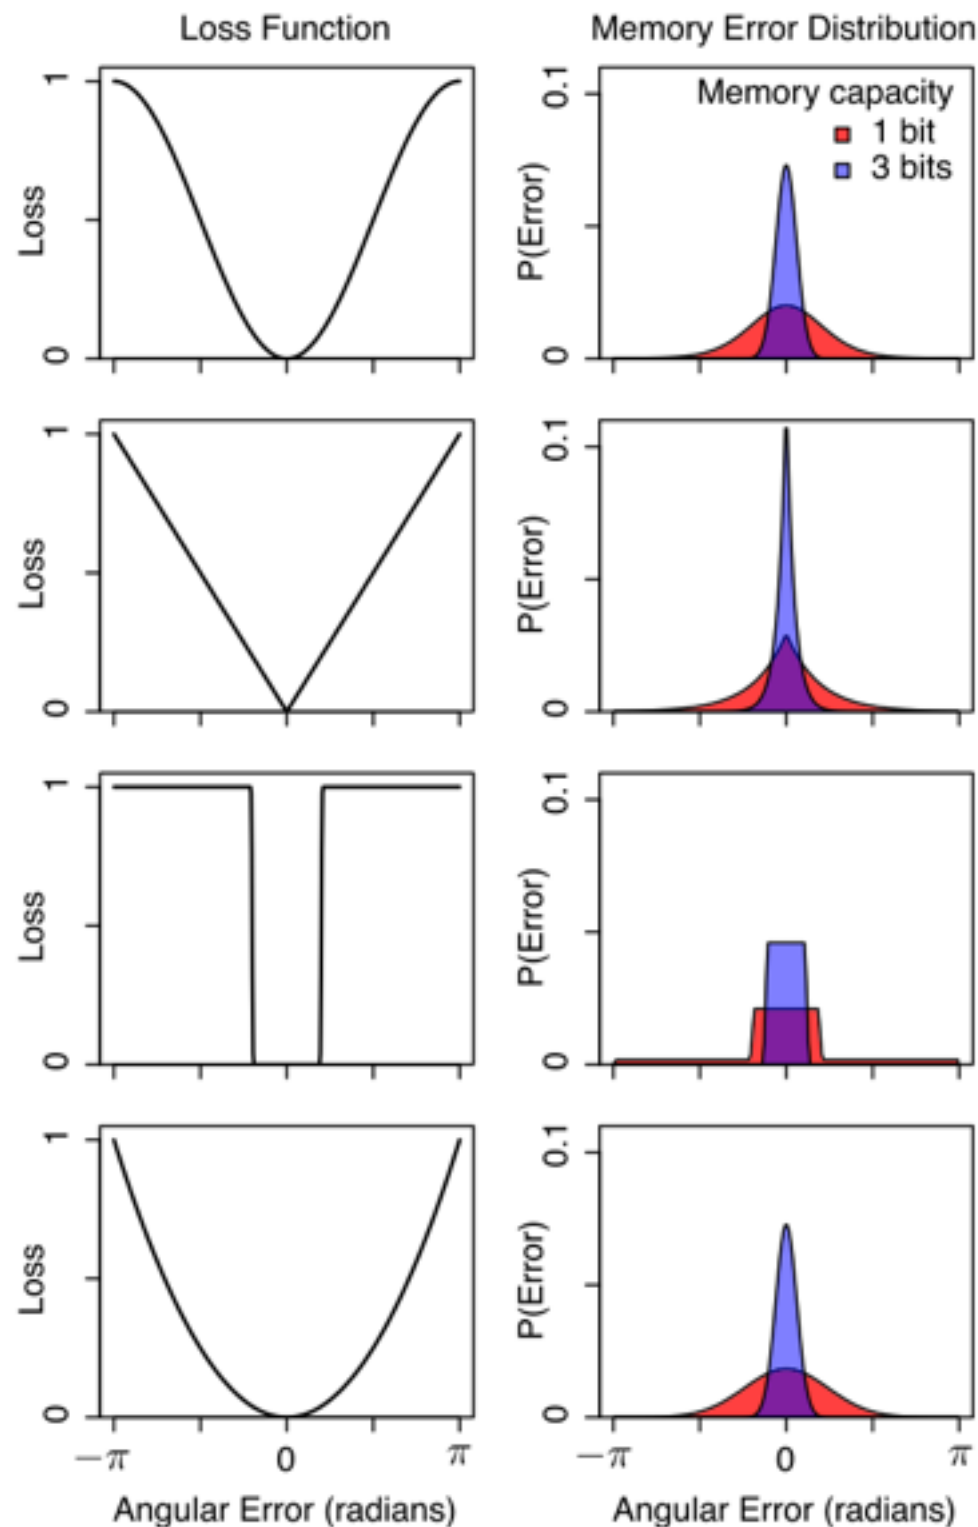 Loss Function
Memory Error Distribution
1
Loss
0
0.1
P(Error)
0
Memory capacity
1 bit
3 bits
1
Loss
0
0.1
P(Error)
0
1
Loss
0
0.1
P(Error)
0
1
Loss
0
0.1
P(Error)
0
−π 0 π
−π 0 π
Angular Error (radians)
Angular Error (radians)